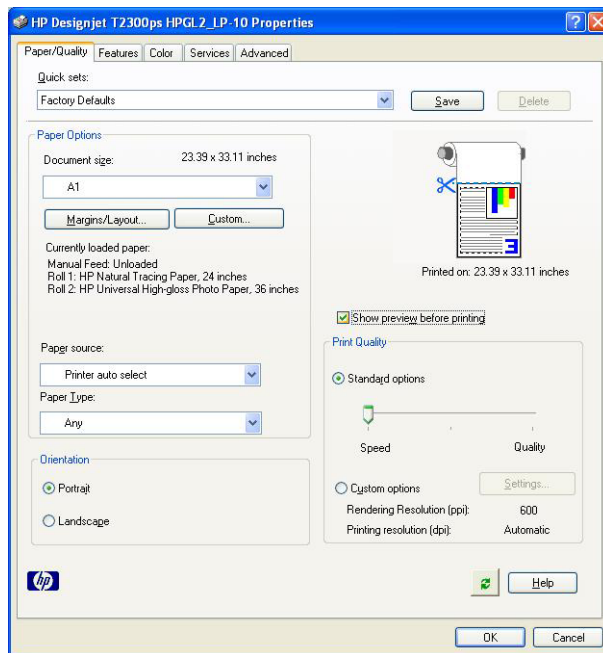 HP Designjet T2300ps HPGL2_LP-10 Properties
Paper/Quality Features Color Services Advanced
Quick sets:
Factory Defaults
Save
Delete
Paper Options
Document size:
23.39 x 33.11 inches
A1
Margins/Layout...
Custom...
Currently loaded paper:
Manual Feed: Unloaded
Roll 1: HP Natural Tracing Paper, 24 inches
Roll 2: HP Universal High-gloss Photo Paper, 36 inches
Paper source:
Printer auto select
Paper Type:
Any
Orientation
Portrait
Landscape
Printed on: 23.39 x 33.11 inches
Show preview before printing
Print Quality
Standard options
Speed
Quality
Custom options
Settings...
Rendering Resolution (ppi):
600
Printing resolution (dpi):
Automatic
hp
Help
OK
Cancel